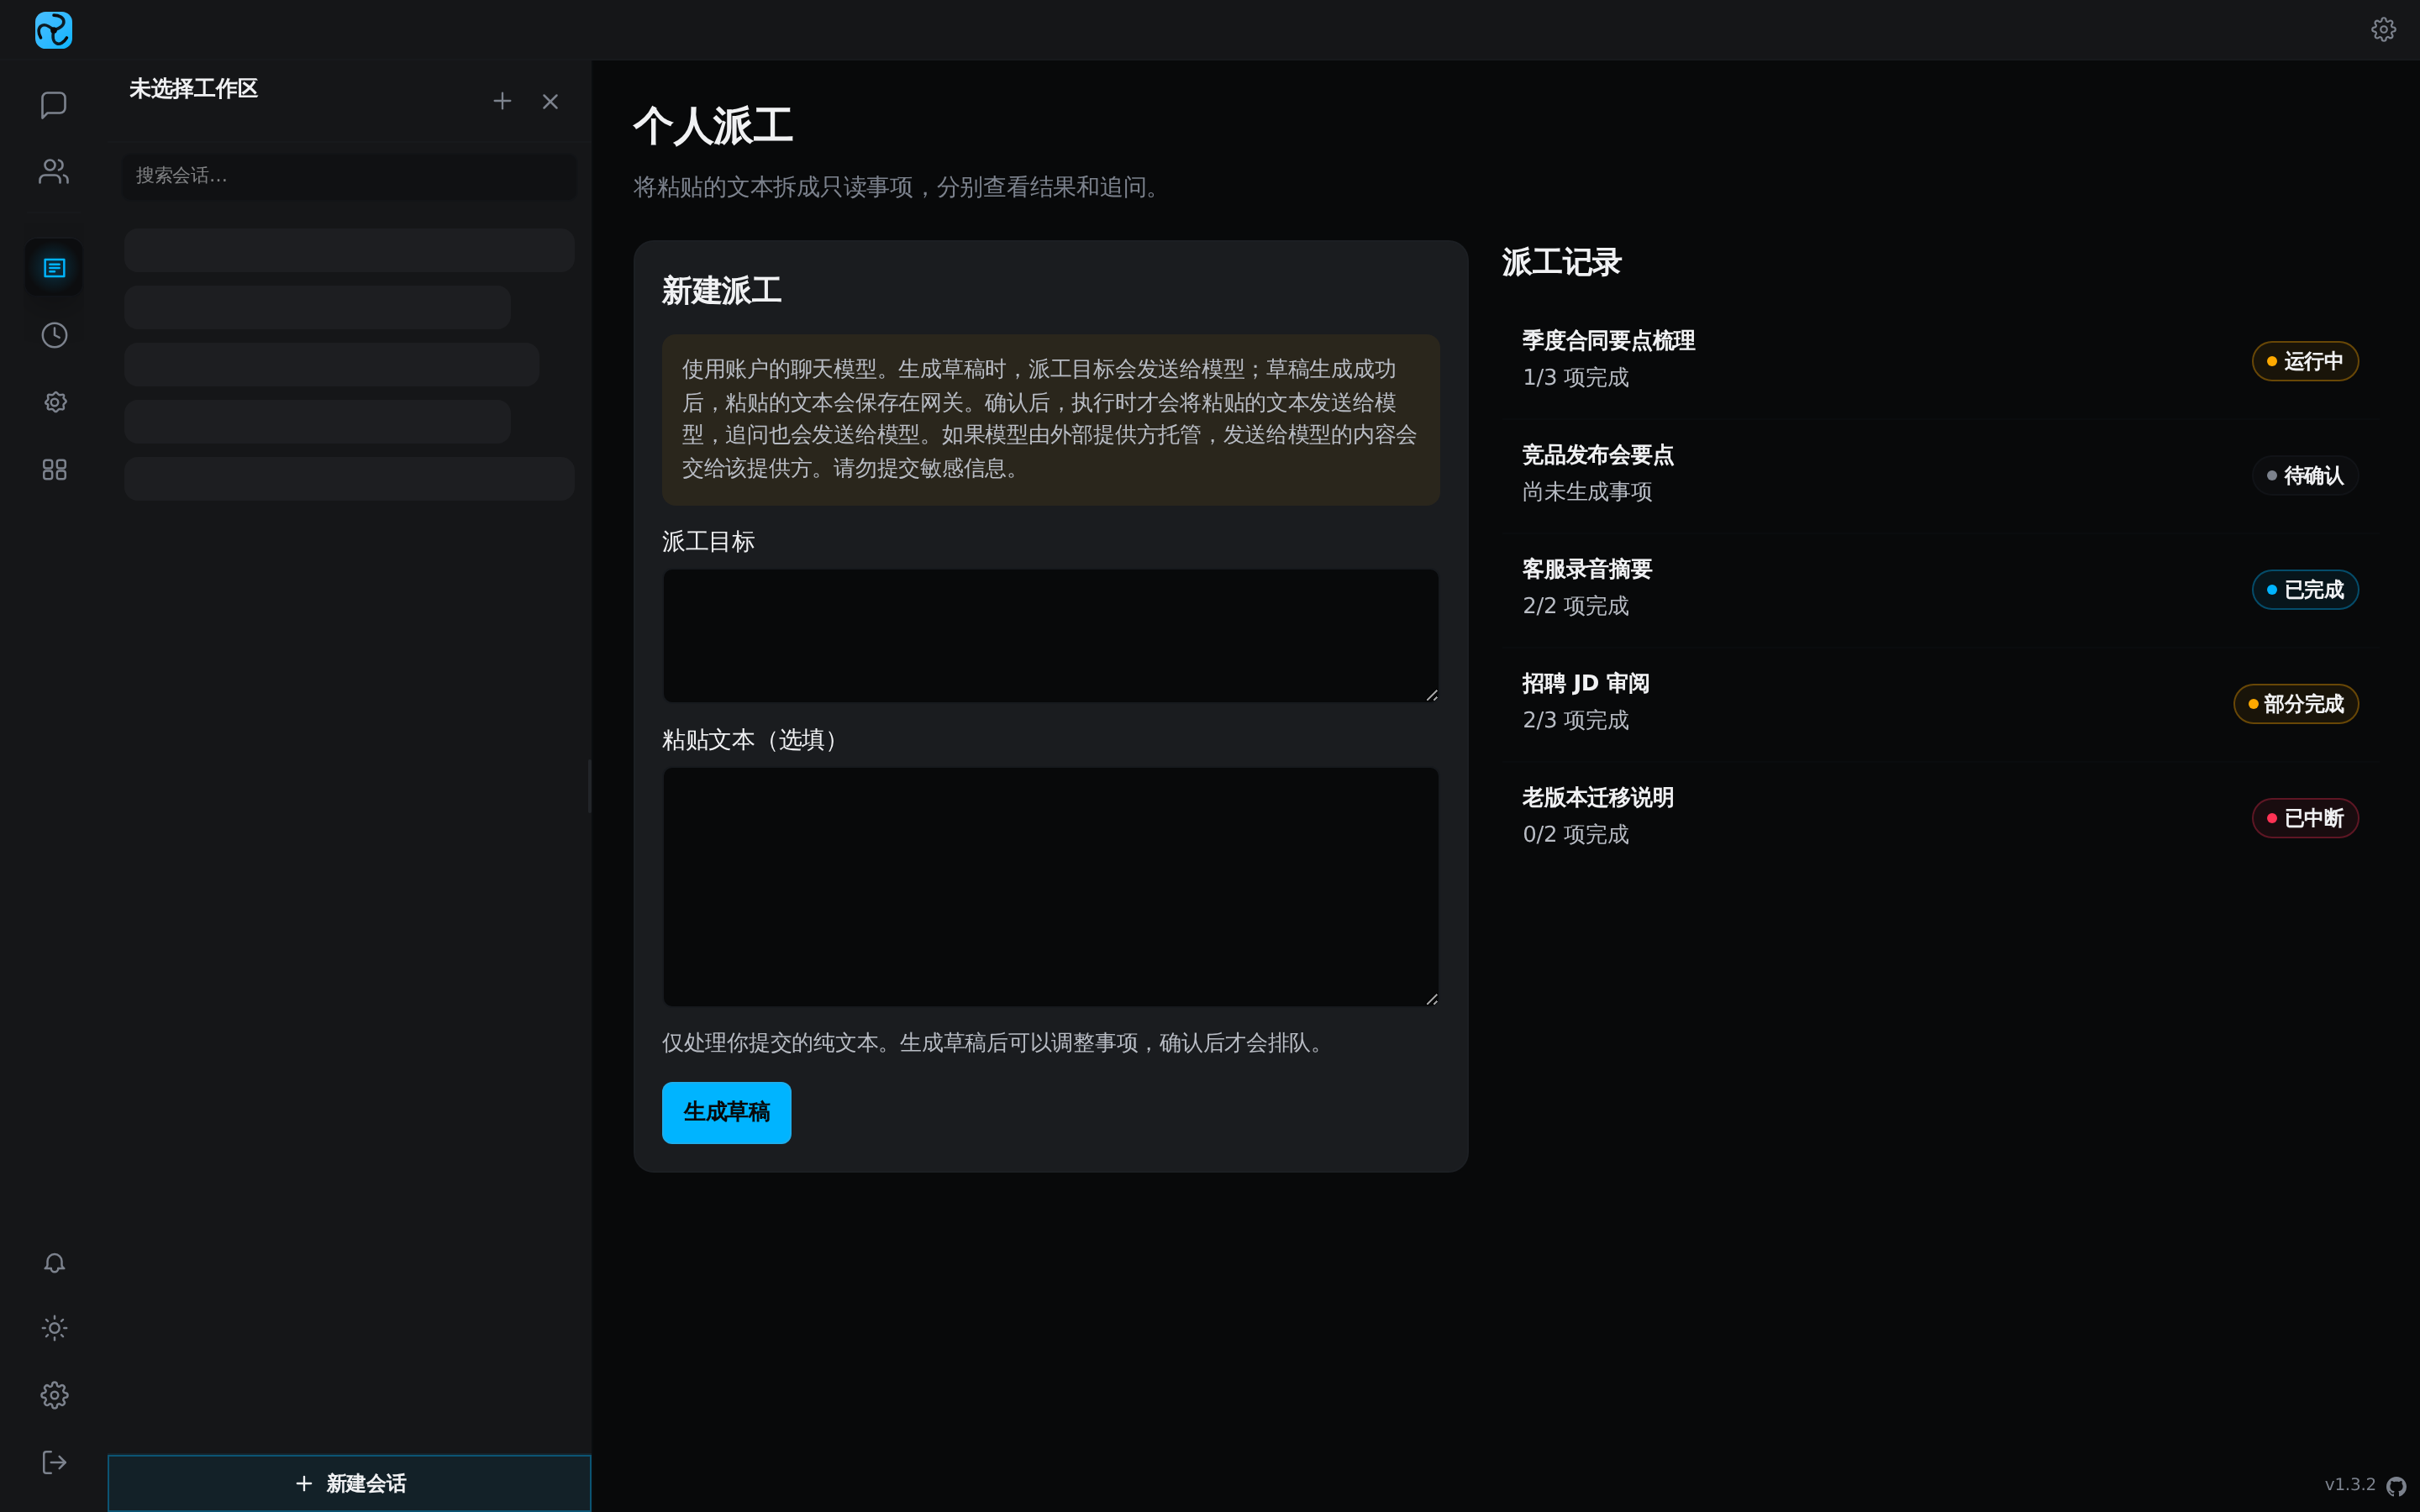 未选择工作区
搜索会话...
新建会话
个人派工
将粘贴的文本拆成只读事项，分别查看结果和追问。
新建派工
使用账户的聊天模型。生成草稿时，派工目标会发送给模型；草稿生成成功
后，粘贴的文本会保存在网关。确认后，执行时才会将粘贴的文本发送给模
型，追问也会发送给模型。如果模型由外部提供方托管，发送给模型的内容会
交给该提供方。请勿提交敏感信息。
派工目标
粘贴文本（选填）
仅处理你提交的纯文本。生成草稿后可以调整事项，确认后才会排队。
生成草稿
派工记录
季度合同要点梳理
1/3 项完成
运行中
竞品发布会要点
尚未生成事项
待确认
客服录音摘要
2/2 项完成
已完成
招聘 JD 审阅
2/3 项完成
部分完成
老版本迁移说明
0/2 项完成
已中断
v1.3.2